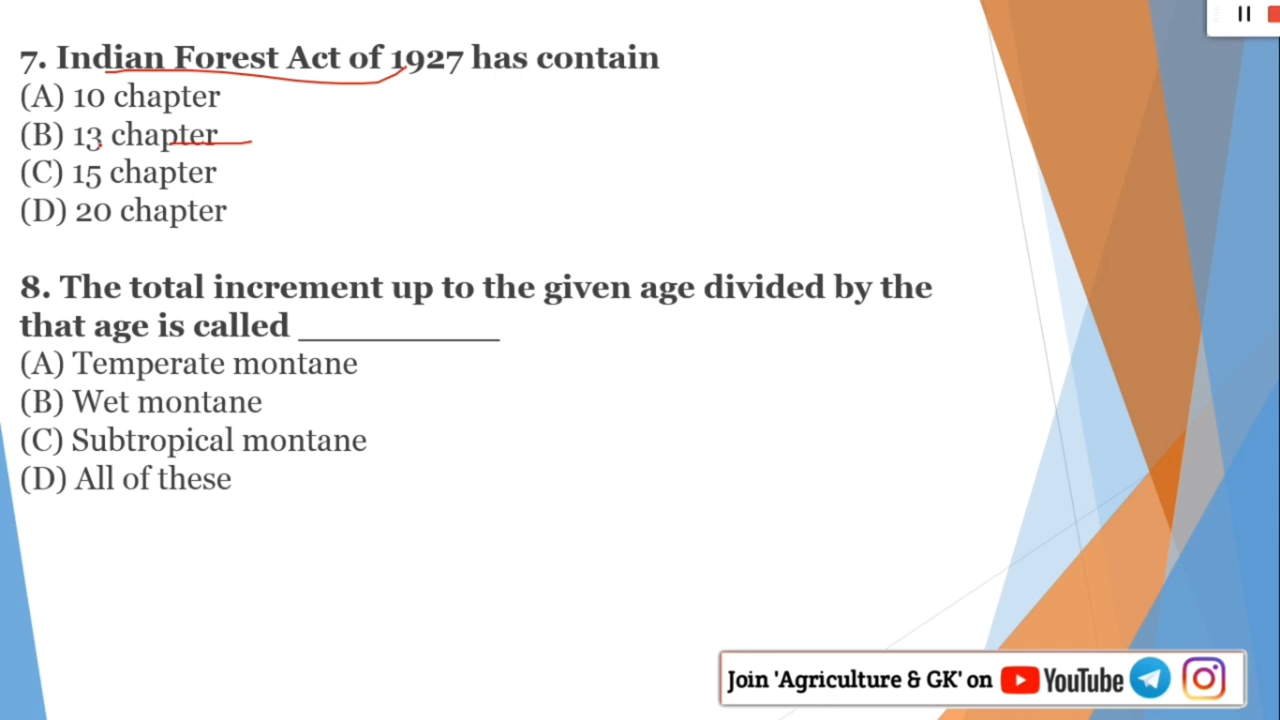 7. Indian Forest Act of 1927 has contain
(A) 10 chapter
(B) 13 chapter
(C) 15 chapter
(D) 20 chapter
8. The total increment up to the given age divided by the
that age is called __________
(A) Temperate montane
(B) Wet montane
(C) Subtropical montane
(D) All of these
Join 'Agriculture & GK' on YouTube